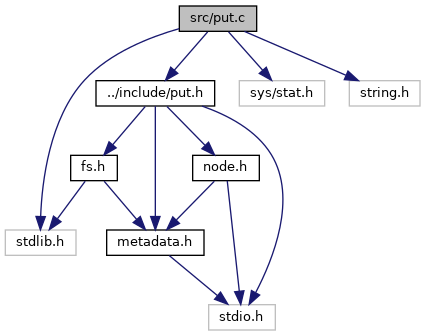 src/put.c
../include/put.h
sys/stat.h
string.h
fs.h
node.h
stdlib.h
metadata.h
stdio.h